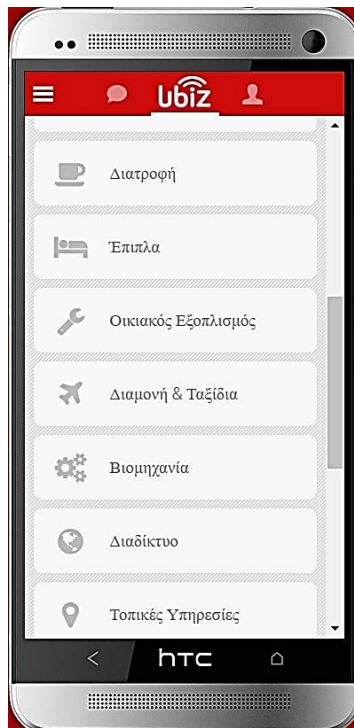 Ubiz
Διατροφή
Έπιπλα
Οικιακός Εξοπλισμός
Διαμονή & Ταξίδια
Βιομηχανία
Διαδίκτυο
Τοπικές Υπηρεσίες
hTC